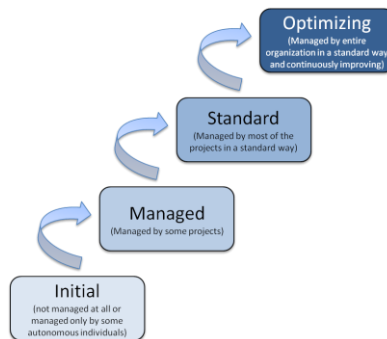 Optimizing
(Managed by entire
organization in a standard way
and continuously improving)
Standard
(Managed by most of the
projects in a standard way)
Managed
(Managed by some projects)
Initial
(not managed at all or
managed only by some
autonomous individuals)